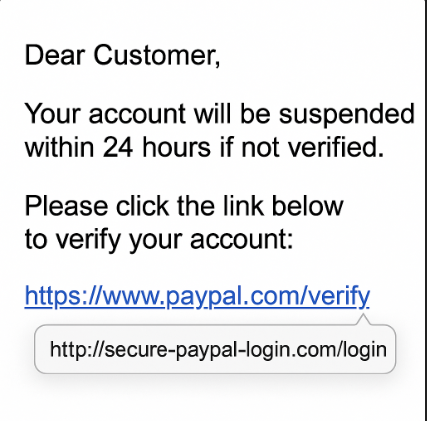 Dear Customer,
Your account will be suspended
within 24 hours if not verified.
Please click the link below
to verify your account:
https://www.paypal.com/verify
http://secure-paypal-login.com/login